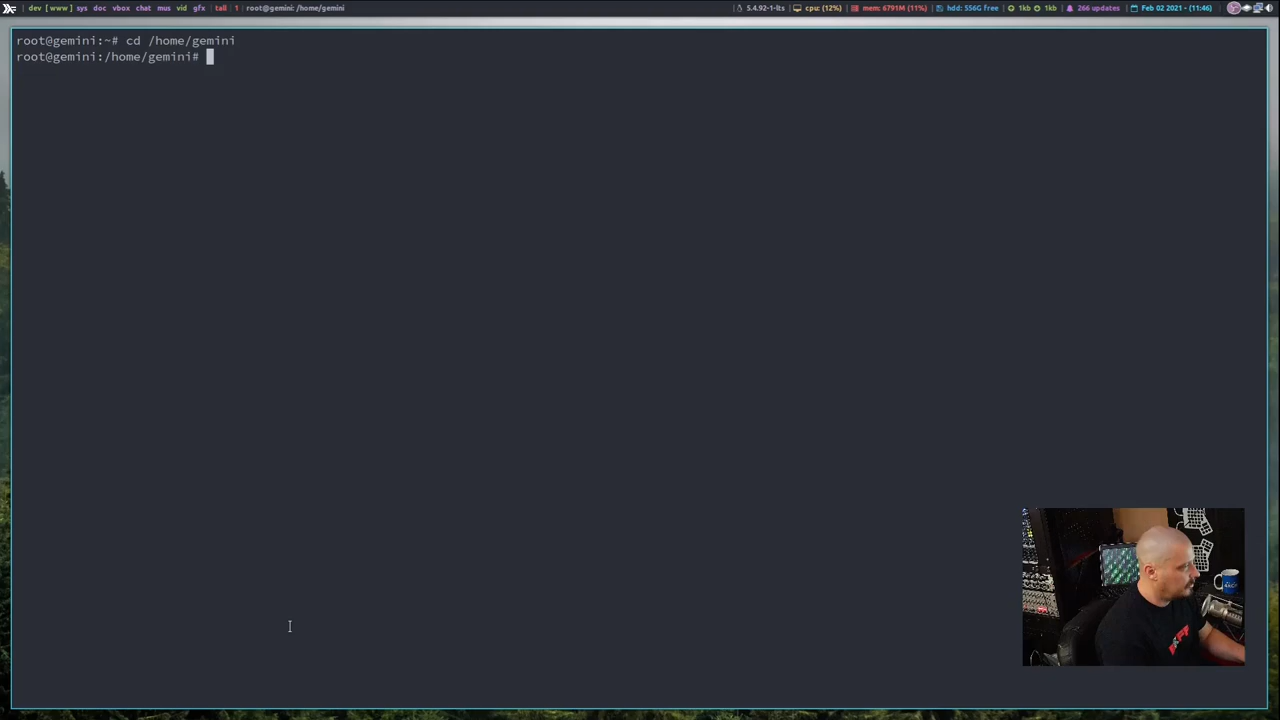 dev [ www ] sys doc vbox chat mus vid gfx | tall | 1 | root@gemini: /home/gemini
5.4.92-1-lts | cpu: (12%) | mem: 6791M (11%) | hdd: 556G free | 1kb 1kb | 266 updates | Feb 02 2021 - (11:46)
root@gemini:~# cd /home/gemini
root@gemini:/home/gemini#